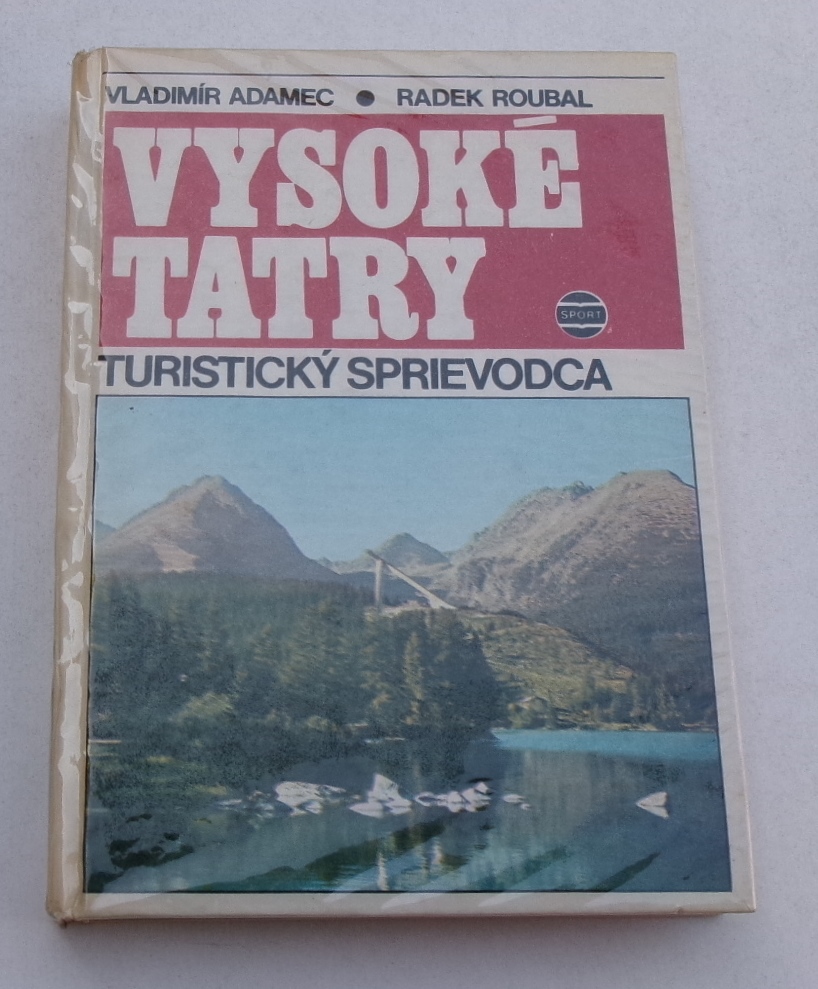 VLADIMÍR ADAMEC ● RADEK ROUBAL
VYSOKÉ
TATRY
SPORT
TURISTICKÝ SPRIEVODCA